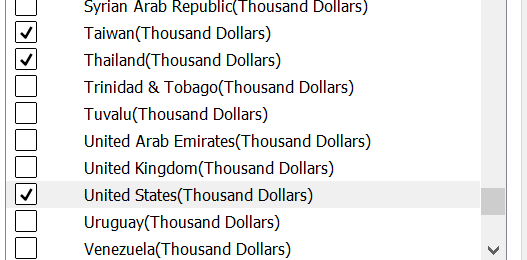 Syrian Arab Republic(Thousand Dollars)
Taiwan(Thousand Dollars)
Thailand(Thousand Dollars)
Trinidad & Tobago(Thousand Dollars)
Tuvalu(Thousand Dollars)
United Arab Emirates(Thousand Dollars)
United Kingdom(Thousand Dollars)
United States(Thousand Dollars)
Uruguay(Thousand Dollars)
Venezuela(Thousand Dollars)